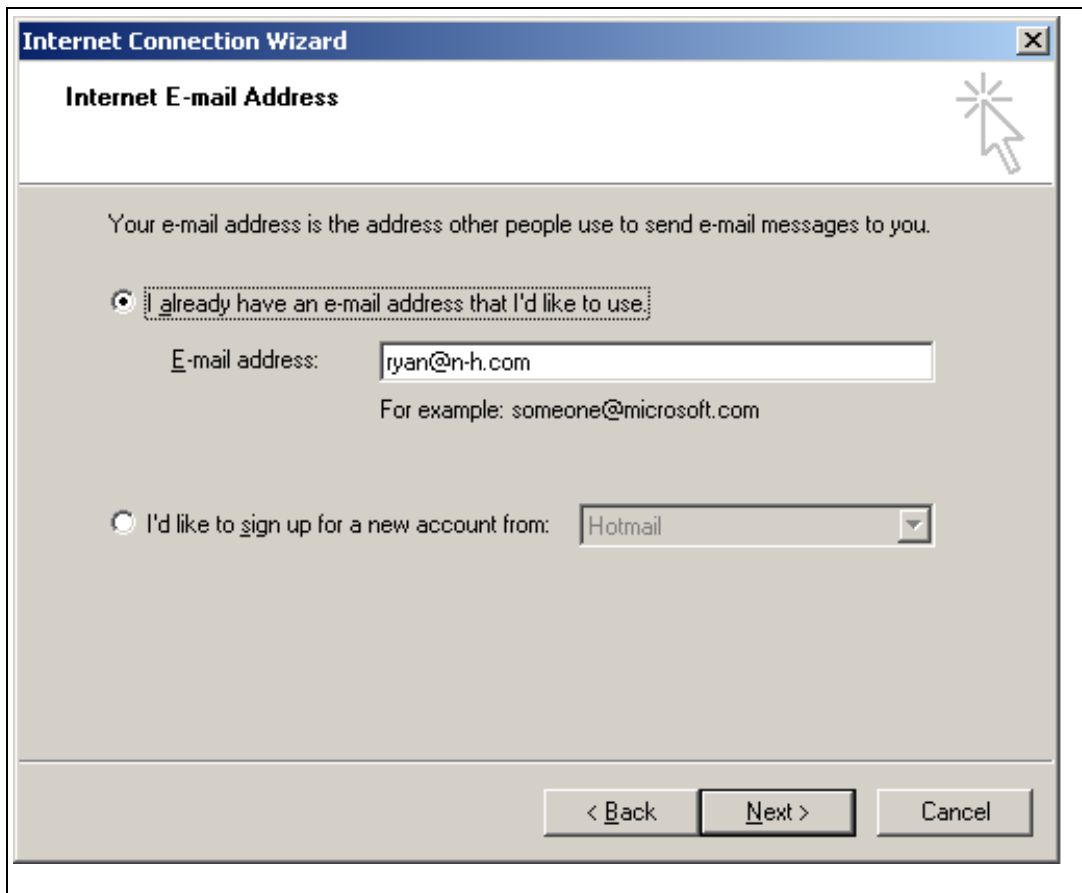 Internet Connection Wizard
Internet E-mail Address
Your e-mail address is the address other people use to send e-mail messages to you.
I already have an e-mail address that I'd like to use.
E-mail address: ryan@n-h.com
For example: someone@microsoft.com
I'd like to sign up for a new account from: Hotmail
< Back Next > Cancel